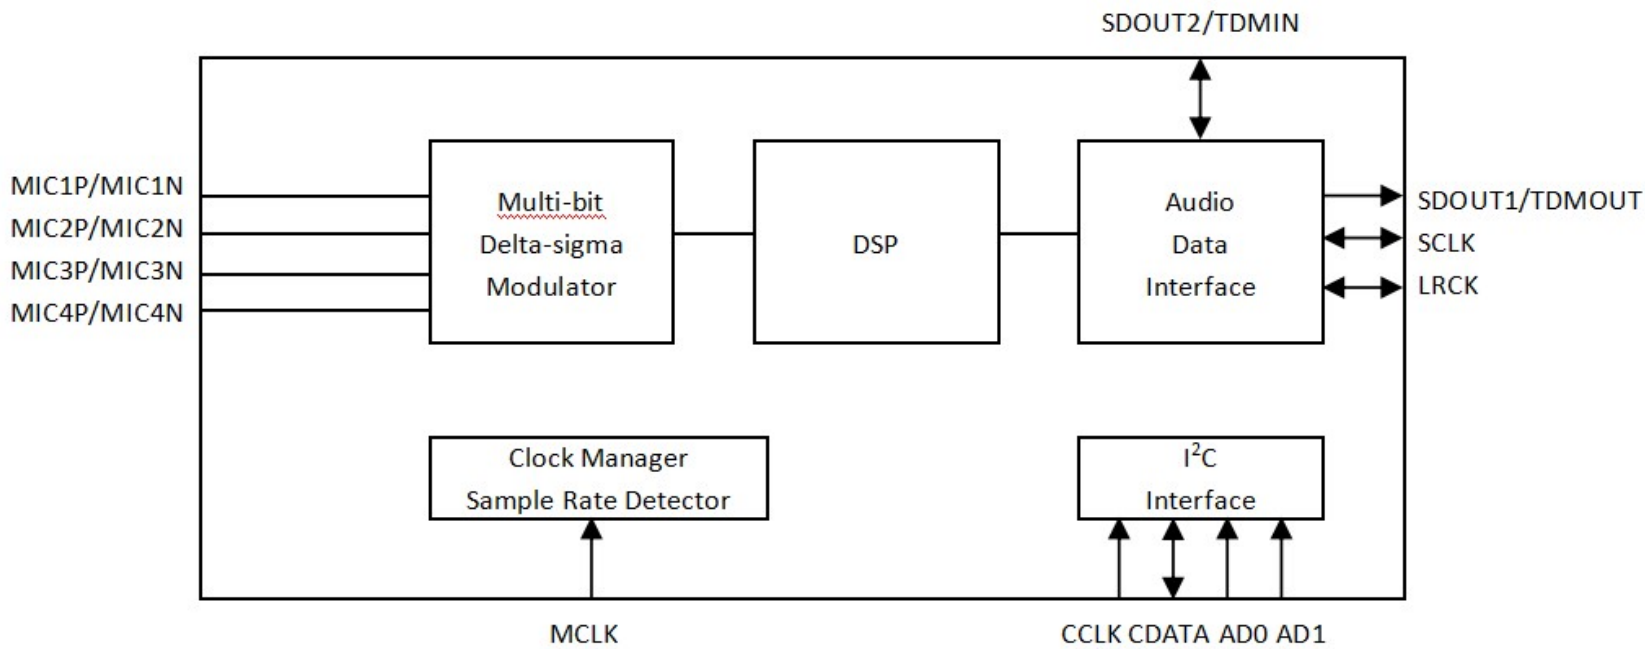 SDOUT2/TDMIN
MIC1P/MIC1N
MIC2P/MIC2N
MIC3P/MIC3N
MIC4P/MIC4N
Multi-bit
Delta-sigma
Modulator
DSP
Audio
Data
Interface
SDOUT1/TDMOUT
SCLK
LRCK
Clock Manager
Sample Rate Detector
I²C
Interface
MCLK
CCLK CDATA AD0 AD1